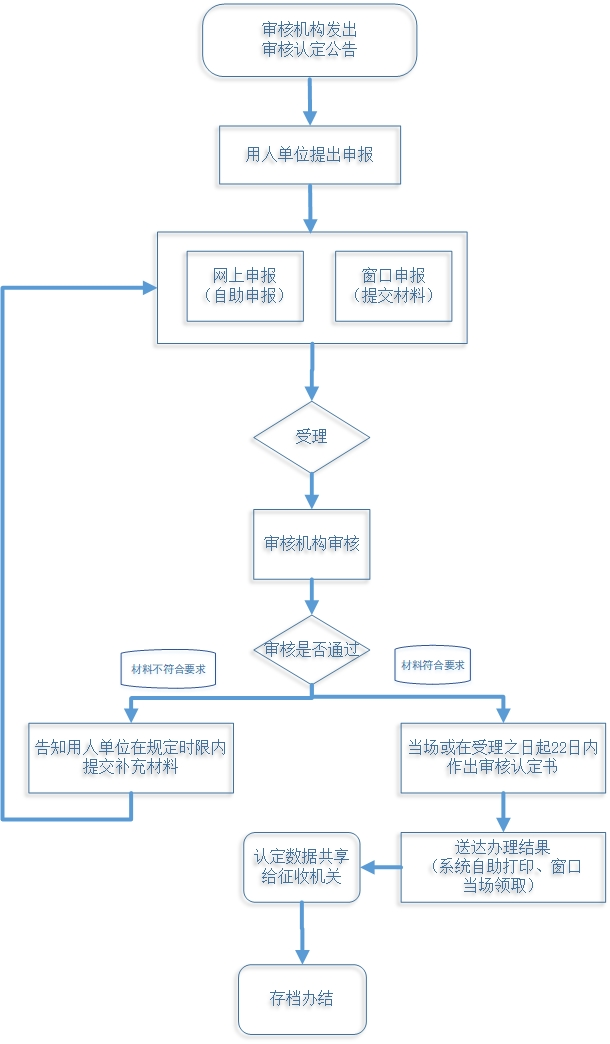 审核机构发出
审核认定公告
用人单位提出申报
网上申报
（自助申报）
窗口申报
（提交材料）
受理
审核机构审核
审核是否通过
材料不符合要求
材料符合要求
告知用人单位在规定时限内
提交补充材料
当场或在受理之日起22日内
作出审核认定书
送达办理结果
（系统自助打印、窗口
当场领取）
认定数据共享
给征收机关
存档办结